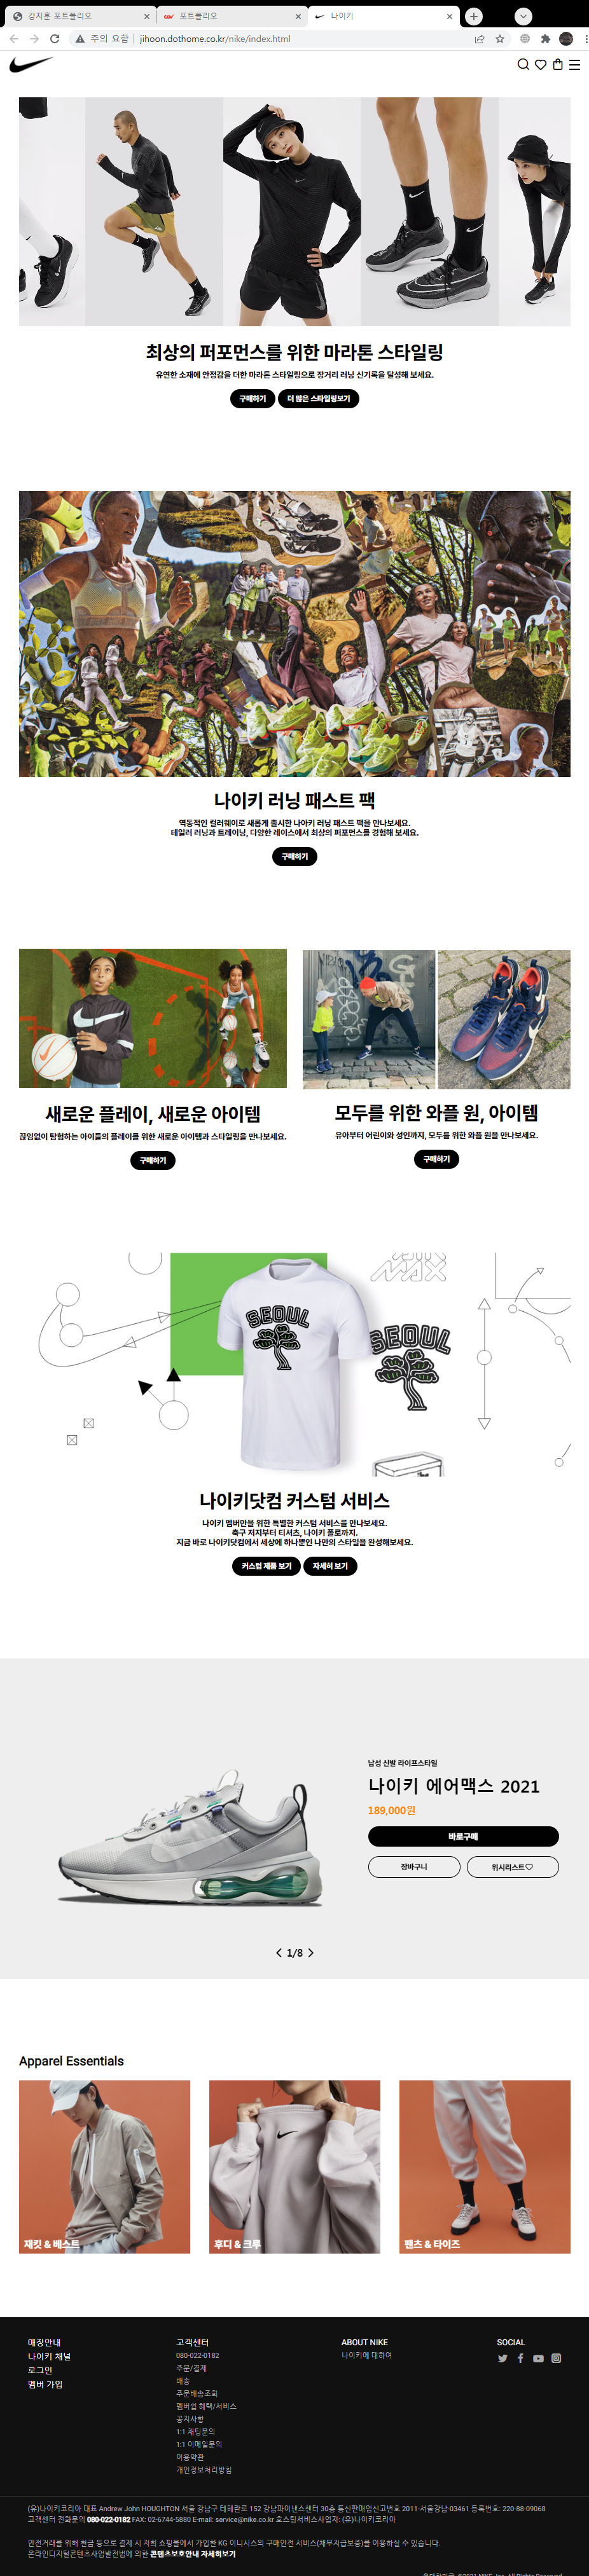 강지훈 포트폴리오
포트폴리오
나이키
주의 요함 | jihoon.dothome.co.kr/nike/index.html
최상의 퍼포먼스를 위한 마라톤 스타일링
유연한 소재에 안정감을 더한 마라톤 스타일링으로 장거리 러닝 신기록을 달성해 보세요.
구매하기 더 많은 스타일링보기
나이키 러닝 패스트 팩
역동적인 컬러웨이로 새롭게 출시한 나이키 러닝 패스트 팩을 만나보세요.
테일러 러닝과 트레이닝, 다양한 레이스에서 최상의 퍼포먼스를 경험해 보세요.
구매하기
새로운 플레이, 새로운 아이템
끊임없이 탐험하는 아이들의 플레이를 위한 새로운 아이템과 스타일링을 만나보세요.
구매하기
모두를 위한 와플 원, 아이템
유아부터 어린이와 성인까지, 모두를 위한 와플 원을 만나보세요.
구매하기
SEOUL
SEOUL
나이키닷컴 커스텀 서비스
나이키 멤버만을 위한 특별한 커스텀 서비스를 만나보세요.
축구 저지부터 티셔츠, 나이키 폴로까지.
지금 바로 나이키닷컴에서 세상에 하나뿐인 나만의 스타일을 완성해보세요.
커스텀 제품 보기 자세히 보기
남성 신발 라이프스타일
나이키 에어맥스 2021
189,000원
바로구매
장바구니 위시리스트
1/8
Apparel Essentials
재킷 & 베스트
후디 & 크루
팬츠 & 타이즈
매장안내
나이키 채널
로그인
멤버 가입
고객센터
080-022-0182
주문/결제
배송
주문배송조회
멤버쉽 혜택/서비스
공지사항
1:1 채팅문의
1:1 이메일문의
이용약관
개인정보처리방침
ABOUT NIKE
나이키에 대하여
SOCIAL
(유)나이키코리아 대표 Andrew John HOUGHTON 서울 강남구 테헤란로 152 강남파이낸스센터 30층 통신판매업신고번호 2011-서울강남-03461 등록번호: 220-88-09068
고객센터 전화문의 080-022-0182 FAX: 02-6744-5880 E-mail: service@nike.co.kr 호스팅서비스사업자: (유)나이키코리아
안전거래를 위해 현금 등으로 결제 시 저희 쇼핑몰에서 가입한 KG 이니시스의 구매안전 서비스(채무지급보증)를 이용하실 수 있습니다.
온라인디지털콘텐츠사업발전법에 의한 콘텐츠보호안내 자세히보기